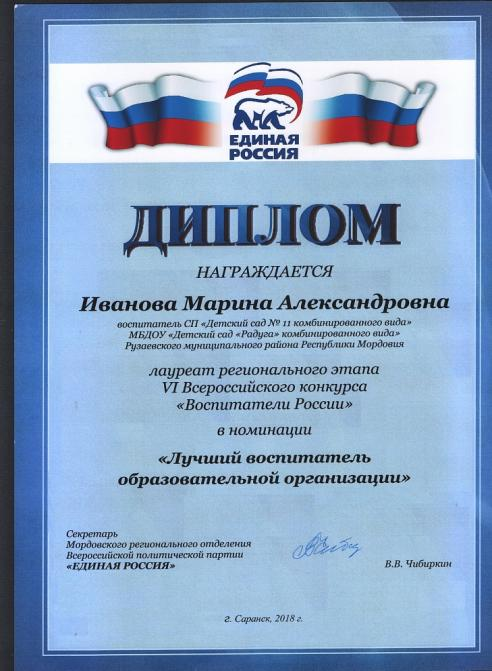 ЕДИНАЯ
РОССИЯ
ДИПЛОМ
НАГРАЖДАЕТСЯ
Иванова Марина Александровна
воспитатель СП «Детский сад № 11 комбинированного вида»
МБДОУ «Детский сад «Радуга» комбинированного вида»
Рузаевского муниципального района Республики Мордовия
лауреат регионального этапа
VI Всероссийского конкурса
«Воспитатели России»
в номинации
«Лучший воспитатель
образовательной организации»
Секретарь
Мордовского регионального отделения
Всероссийской политической партии
«ЕДИНАЯ РОССИЯ»
В.В. Чибиркин
г. Саранск, 2018 г.